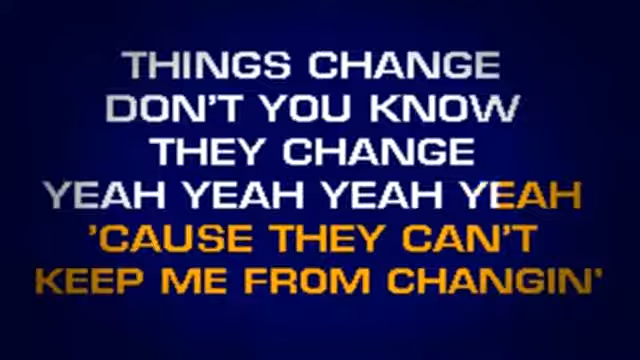 THINGS CHANGE
DON'T YOU KNOW
THEY CHANGE
YEAH YEAH YEAH YEAH
'CAUSE THEY CAN'T
KEEP ME FROM CHANGIN'